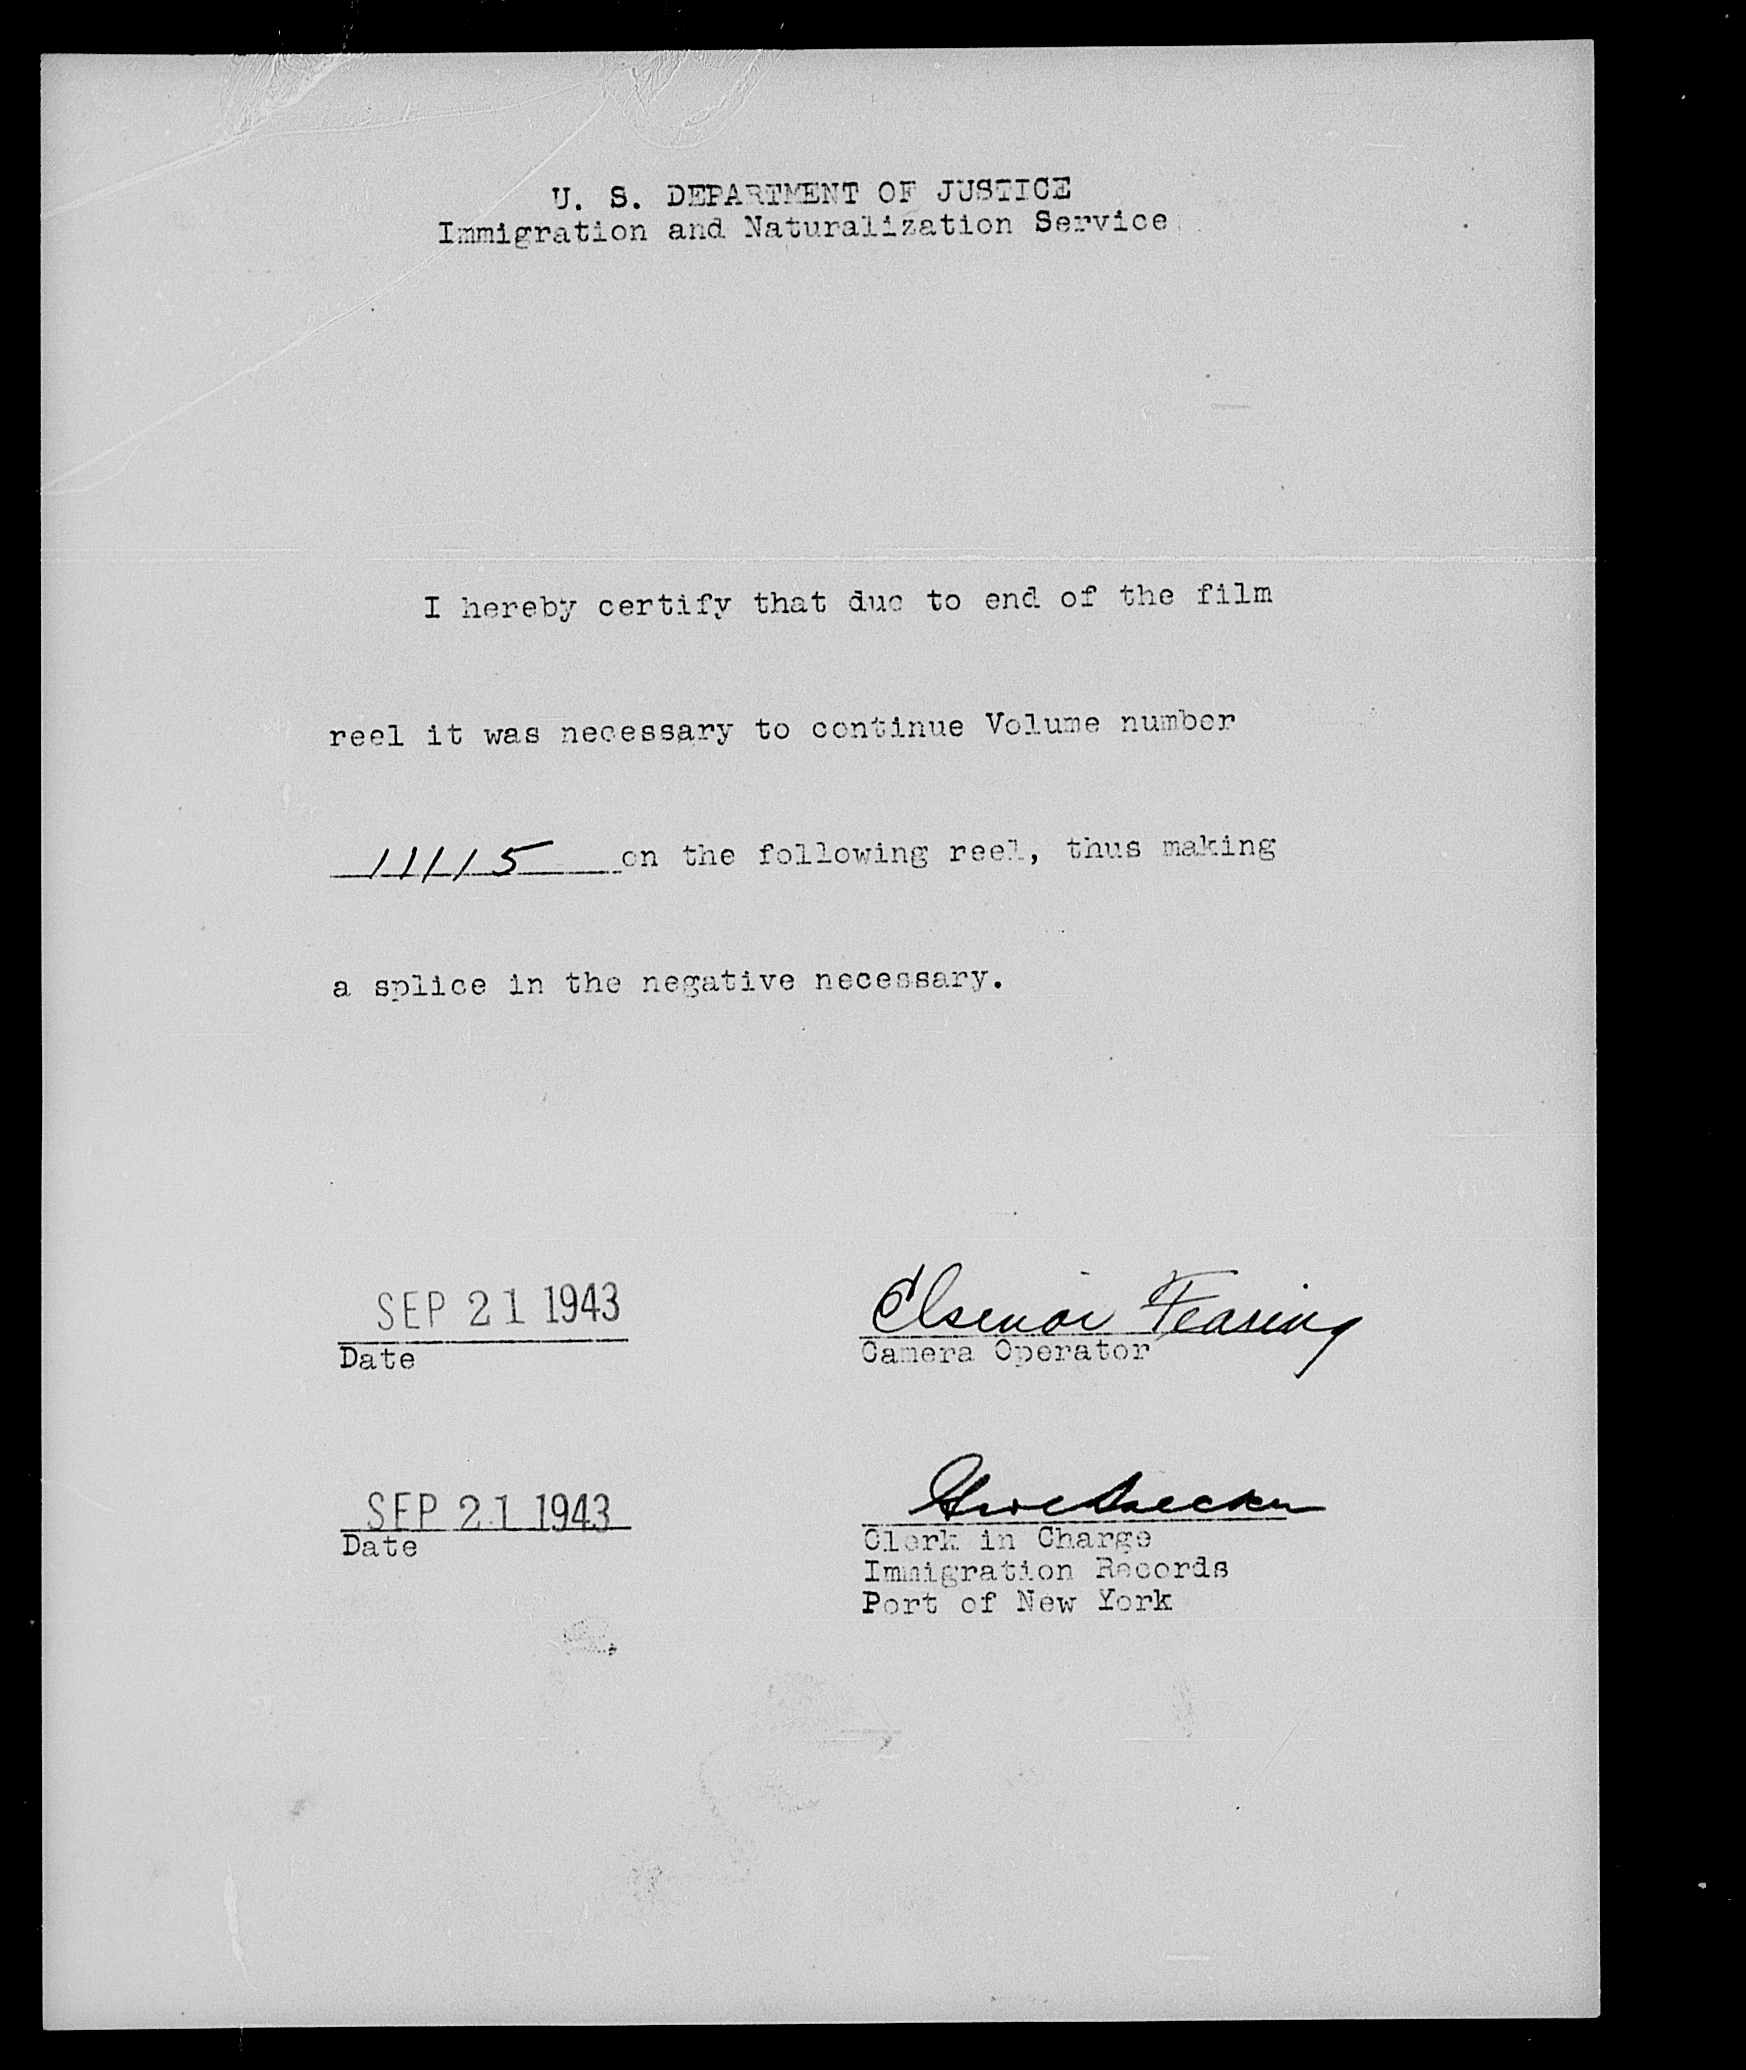 U. S. DEPARTMENT OF JUSTICE
Immigration and Naturalization Service
I hereby certify that due to end of the film
reel it was necessary to continue Volume number
11115 on the following reel, thus making
a splice in the negative necessary.
SEP 21 1943
Elsenor Fearing
Date
Camera Operator
SEP 21 1943
Date
Clerk in Charge
Immigration Records
Port of New York